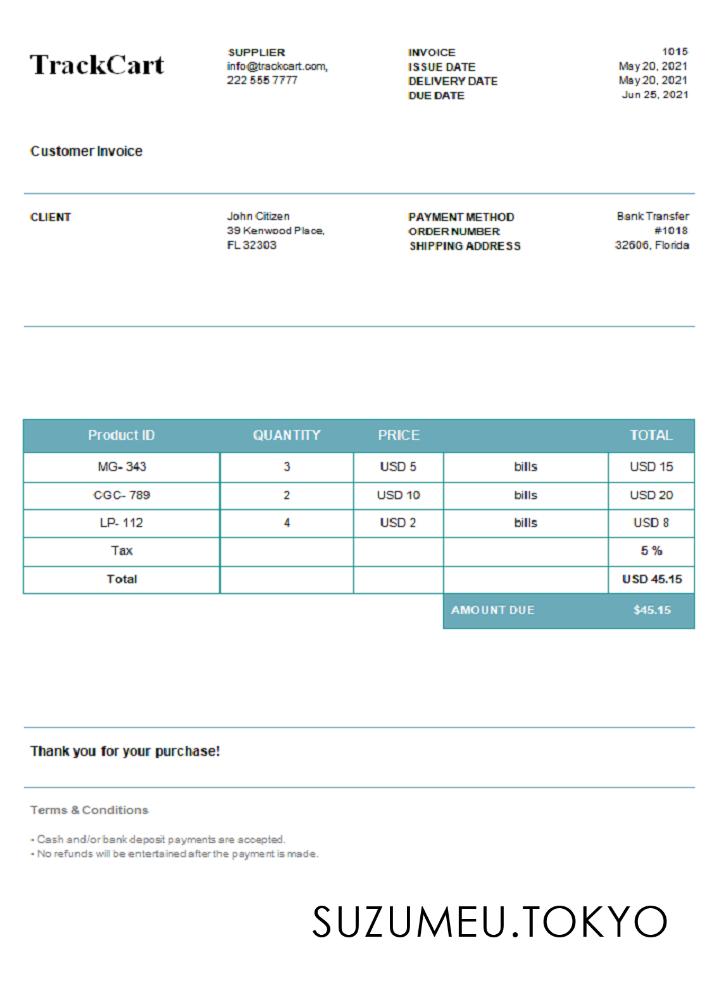 TrackCart
SUPPLIER
info@trackcart.com,
222 555 7777
INVOICE 1015
ISSUE DATE May 20, 2021
DELIVERY DATE May 20, 2021
DUE DATE Jun 25, 2021
Customer Invoice
CLIENT
John Citizen
39 Kenwood Place,
FL 32303
PAYMENT METHOD Bank Transfer
ORDER NUMBER #1018
SHIPPING ADDRESS 32606, Florida
Product ID QUANTITY PRICE TOTAL
MG- 343 3 USD 5 bills USD 15
CGC- 789 2 USD 10 bills USD 20
LP- 112 4 USD 2 bills USD 8
Tax 5 %
Total USD 45.15
AMOUNT DUE $45.15
Thank you for your purchase!
Terms & Conditions
• Cash and/or bank deposit payments are accepted.
• No refunds will be entertained after the payment is made.
SUZUMEU.TOKYO